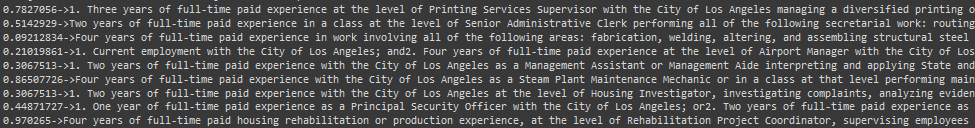 0.7827056->1. Three years of full-time paid experience at the level of Printing Services Supervisor with the City of Los Angeles managing a diversified printing o
0.5142929->Two years of full-time paid experience in a class at the level of Senior Administrative Clerk performing all of the following secretarial work: routing
0.09212834->Four years of full-time paid experience in work involving all of the following areas: fabrication, welding, altering, and assembling structural steel
0.21019861->1. Current employment with the City of Los Angeles; and2. Four years of full-time paid experience at the level of Airport Manager with the City of Los
0.3067513->1. Two years of full-time paid experience with the City of Los Angeles as a Management Assistant or Management Aide interpreting and applying State and
0.86507726->Four years of full-time paid experience with the City of Los Angeles as a Steam Plant Maintenance Mechanic or in a class at that level performing main
0.3067513->1. Two years of full-time paid experience with the City of Los Angeles at the level of Housing Investigator, investigating complaints, analyzing eviden
0.44871727->1. One year of full-time paid experience as a Principal Security Officer with the City of Los Angeles; or2. Two years of full-time paid experience as
0.970265->Four years of full-time paid housing rehabilitation or production experience, at the level of Rehabilitation Project Coordinator, supervising employees